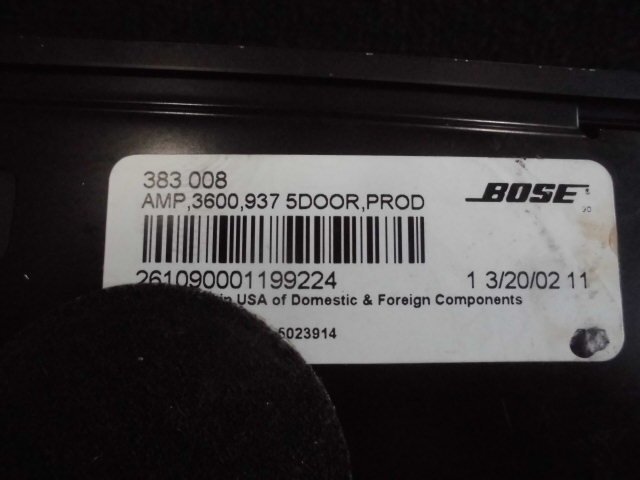 383 008
BOSE
AMP,3600,937 5DOOR,PROD
261090001199224 1 3/20/02 11
in USA of Domestic & Foreign Components
5023914